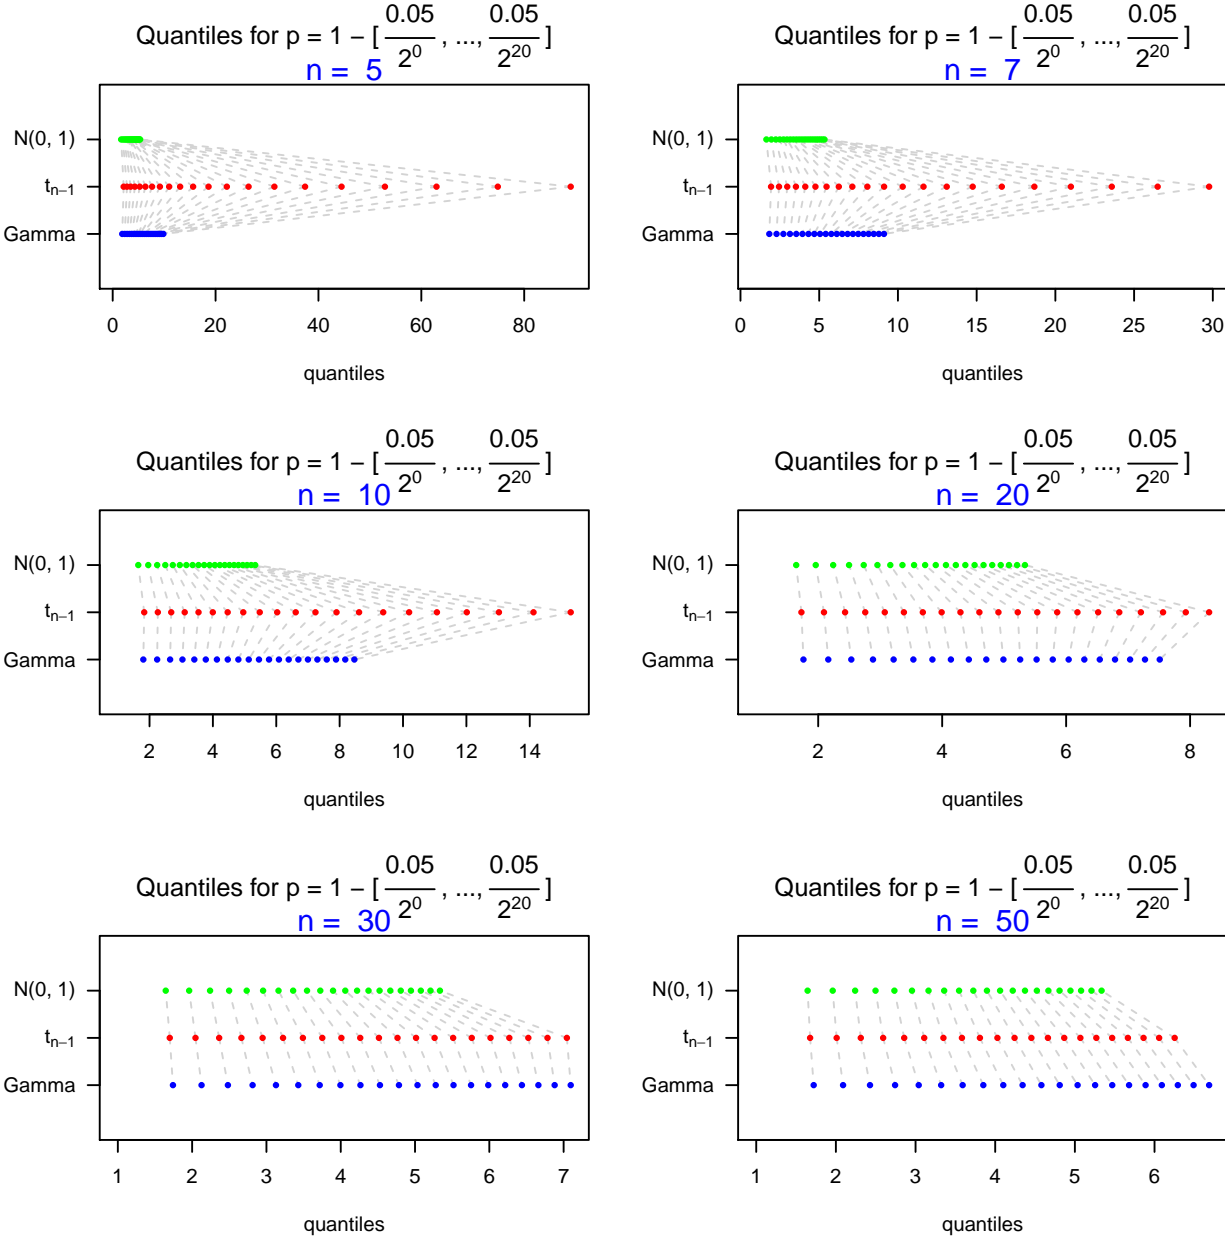 Quantiles for p = 1 − [ 0.05/2^0 , ..., 0.05/2^20 ]
n = 5
N(0, 1)
t_{n−1}
Gamma
0 20 40 60 80
quantiles
Quantiles for p = 1 − [ 0.05/2^0 , ..., 0.05/2^20 ]
n = 7
N(0, 1)
t_{n−1}
Gamma
0 5 10 15 20 25 30
quantiles
Quantiles for p = 1 − [ 0.05/2^0 , ..., 0.05/2^20 ]
n = 10
N(0, 1)
t_{n−1}
Gamma
2 4 6 8 10 12 14
quantiles
Quantiles for p = 1 − [ 0.05/2^0 , ..., 0.05/2^20 ]
n = 20
N(0, 1)
t_{n−1}
Gamma
2 4 6 8
quantiles
Quantiles for p = 1 − [ 0.05/2^0 , ..., 0.05/2^20 ]
n = 30
N(0, 1)
t_{n−1}
Gamma
1 2 3 4 5 6 7
quantiles
Quantiles for p = 1 − [ 0.05/2^0 , ..., 0.05/2^20 ]
n = 50
N(0, 1)
t_{n−1}
Gamma
1 2 3 4 5 6
quantiles